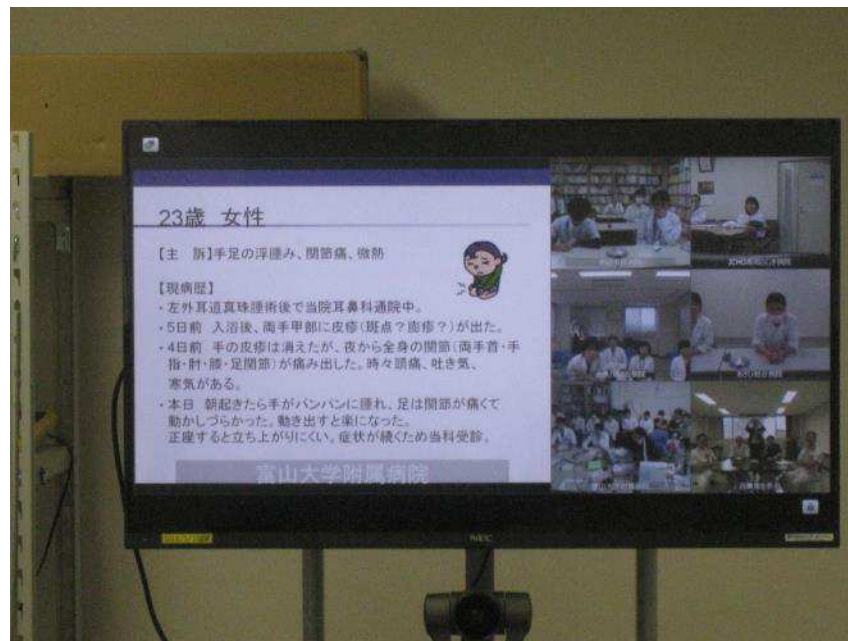 23歳 女性
【主 訴】手足の浮腫み、関節痛、微熱
【現病歴】
・左外耳道真珠腫術後で当院耳鼻科通院中。
・5日前 入浴後、両手甲部に皮疹(斑点?膨疹?)が出た。
・4日前 手の皮疹は消えたが、夜から全身の関節(両手首・手
指・肘・膝・足関節)が痛み出した。時々頭痛、吐き気、
寒気がある。
・本日 朝起きたら手がパンパンに腫れ、足は関節が痛くて
動かしづらかった。動き出すと楽になった。
正座すると立ち上がりにくい。症状が続くため当科受診。
富山大学附属病院
NEC